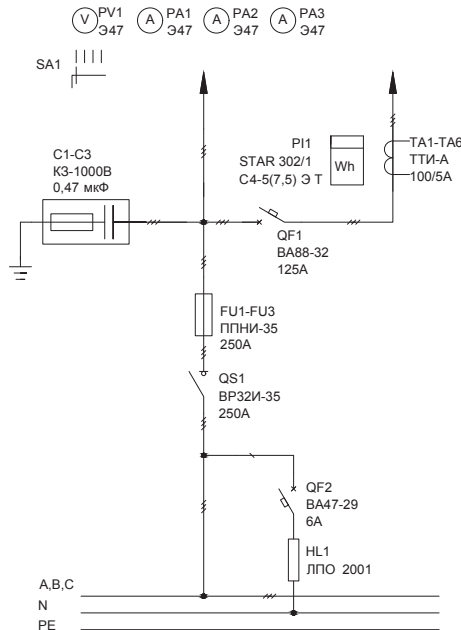 V PV1 Э47
A PA1 Э47
A PA2 Э47
A PA3 Э47
SA1
C1-C3
КЗ-1000В
0,47 мкФ
PI1
STAR 302/1
С4-5(7,5) Э Т
Wh
TA1-TA6
ТТИ-А
100/5А
QF1
ВА88-32
125А
FU1-FU3
ППНИ-35
250А
QS1
ВР32И-35
250А
QF2
ВА47-29
6А
HL1
ЛПО 2001
A,B,C
N
PE